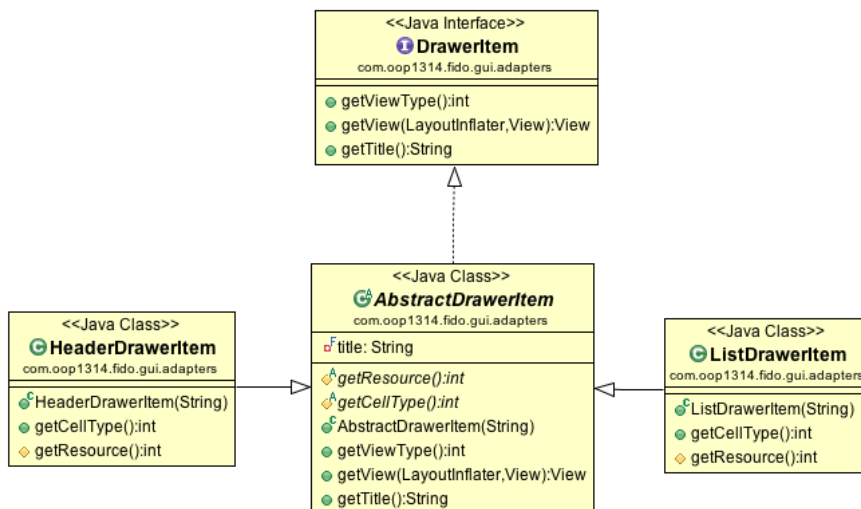 <<Java Interface>>
DrawerItem
com.oop1314.fido.gui.adapters
getViewType():int
getView(LayoutInflater,View):View
getTitle():String
<<Java Class>>
AbstractDrawerItem
com.oop1314.fido.gui.adapters
title: String
getResource():int
getCellType():int
AbstractDrawerItem(String)
getViewType():int
getView(LayoutInflater,View):View
getTitle():String
<<Java Class>>
HeaderDrawerItem
com.oop1314.fido.gui.adapters
HeaderDrawerItem(String)
getCellType():int
getResource():int
<<Java Class>>
ListDrawerItem
com.oop1314.fido.gui.adapters
ListDrawerItem(String)
getCellType():int
getResource():int